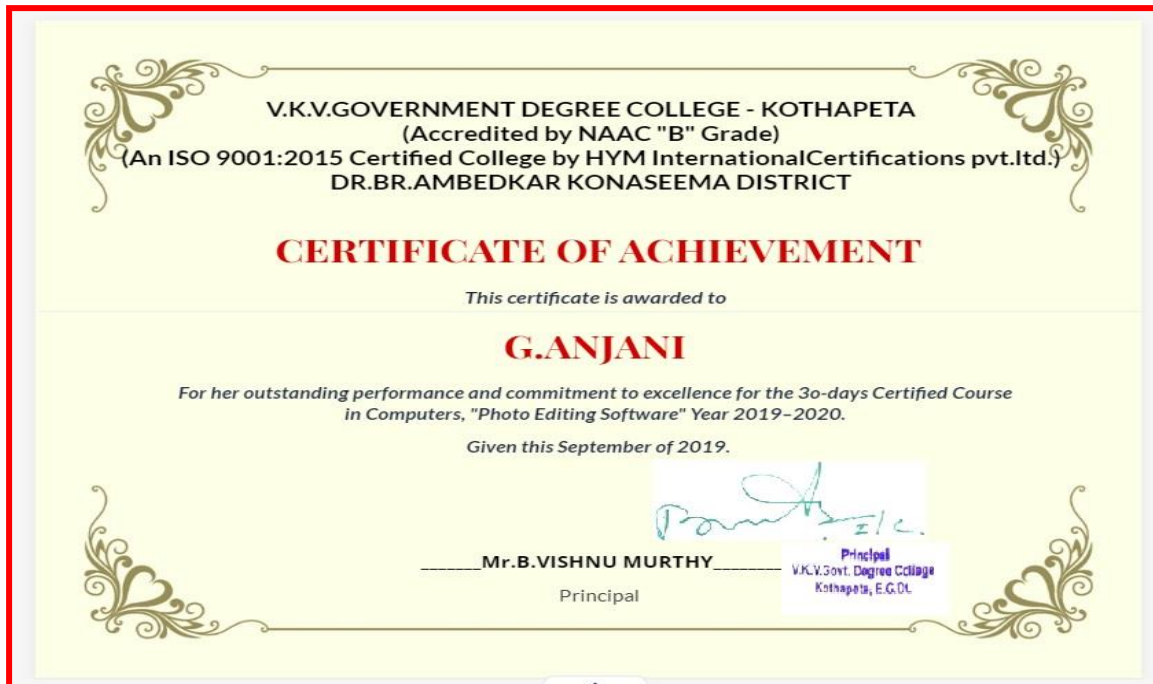 V.K.V.GOVERNMENT DEGREE COLLEGE - KOTHAPETA
(Accredited by NAAC "B" Grade)
(An ISO 9001:2015 Certified College by HYM InternationalCertifications pvt.ltd.)
DR.BR.AMBEDKAR KONASEEMA DISTRICT
CERTIFICATE OF ACHIEVEMENT
This certificate is awarded to
G.ANJANI
For her outstanding performance and commitment to excellence for the 3o-days Certified Course
in Computers, "Photo Editing Software" Year 2019–2020.
Given this September of 2019.
I/c.
_______Mr.B.VISHNU MURTHY________
Principal
Principal
V.K.V.Govt. Degree College
Kothapeta, E.G.Dt.